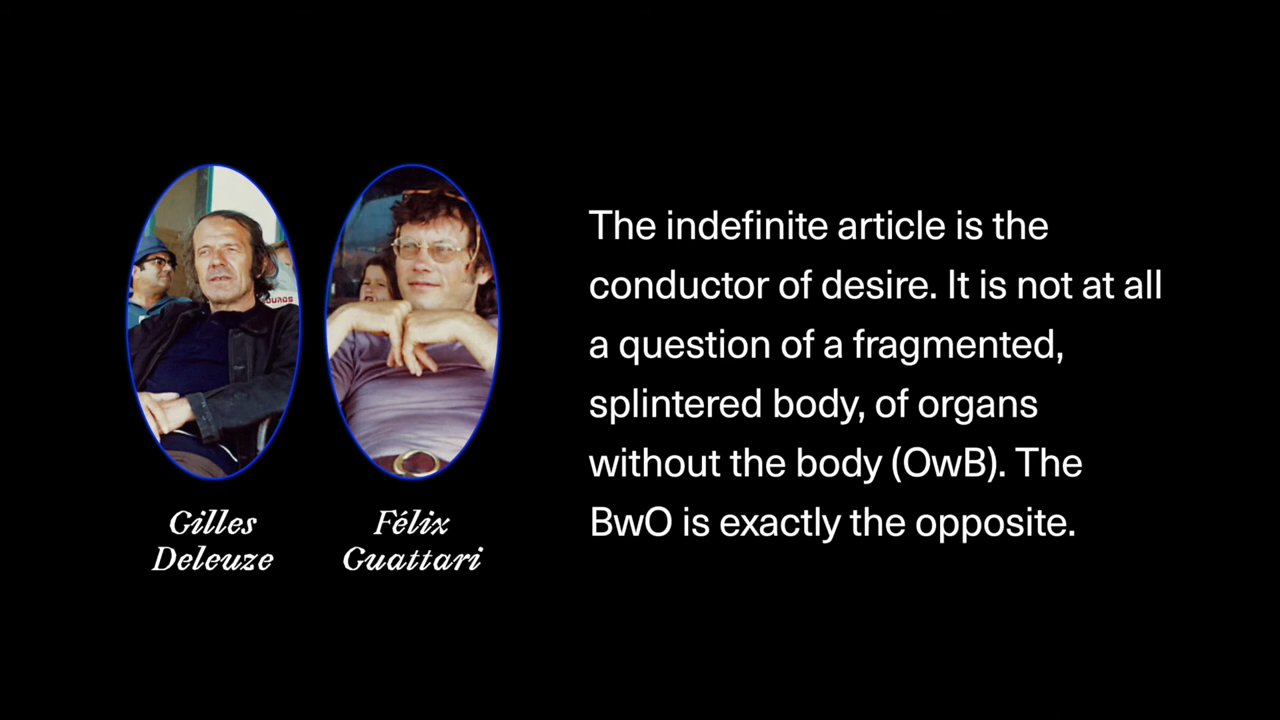 Gilles
Deleuze
Félix
Guattari
The indefinite article is the
conductor of desire. It is not at all
a question of a fragmented,
splintered body, of organs
without the body (OwB). The
BwO is exactly the opposite.